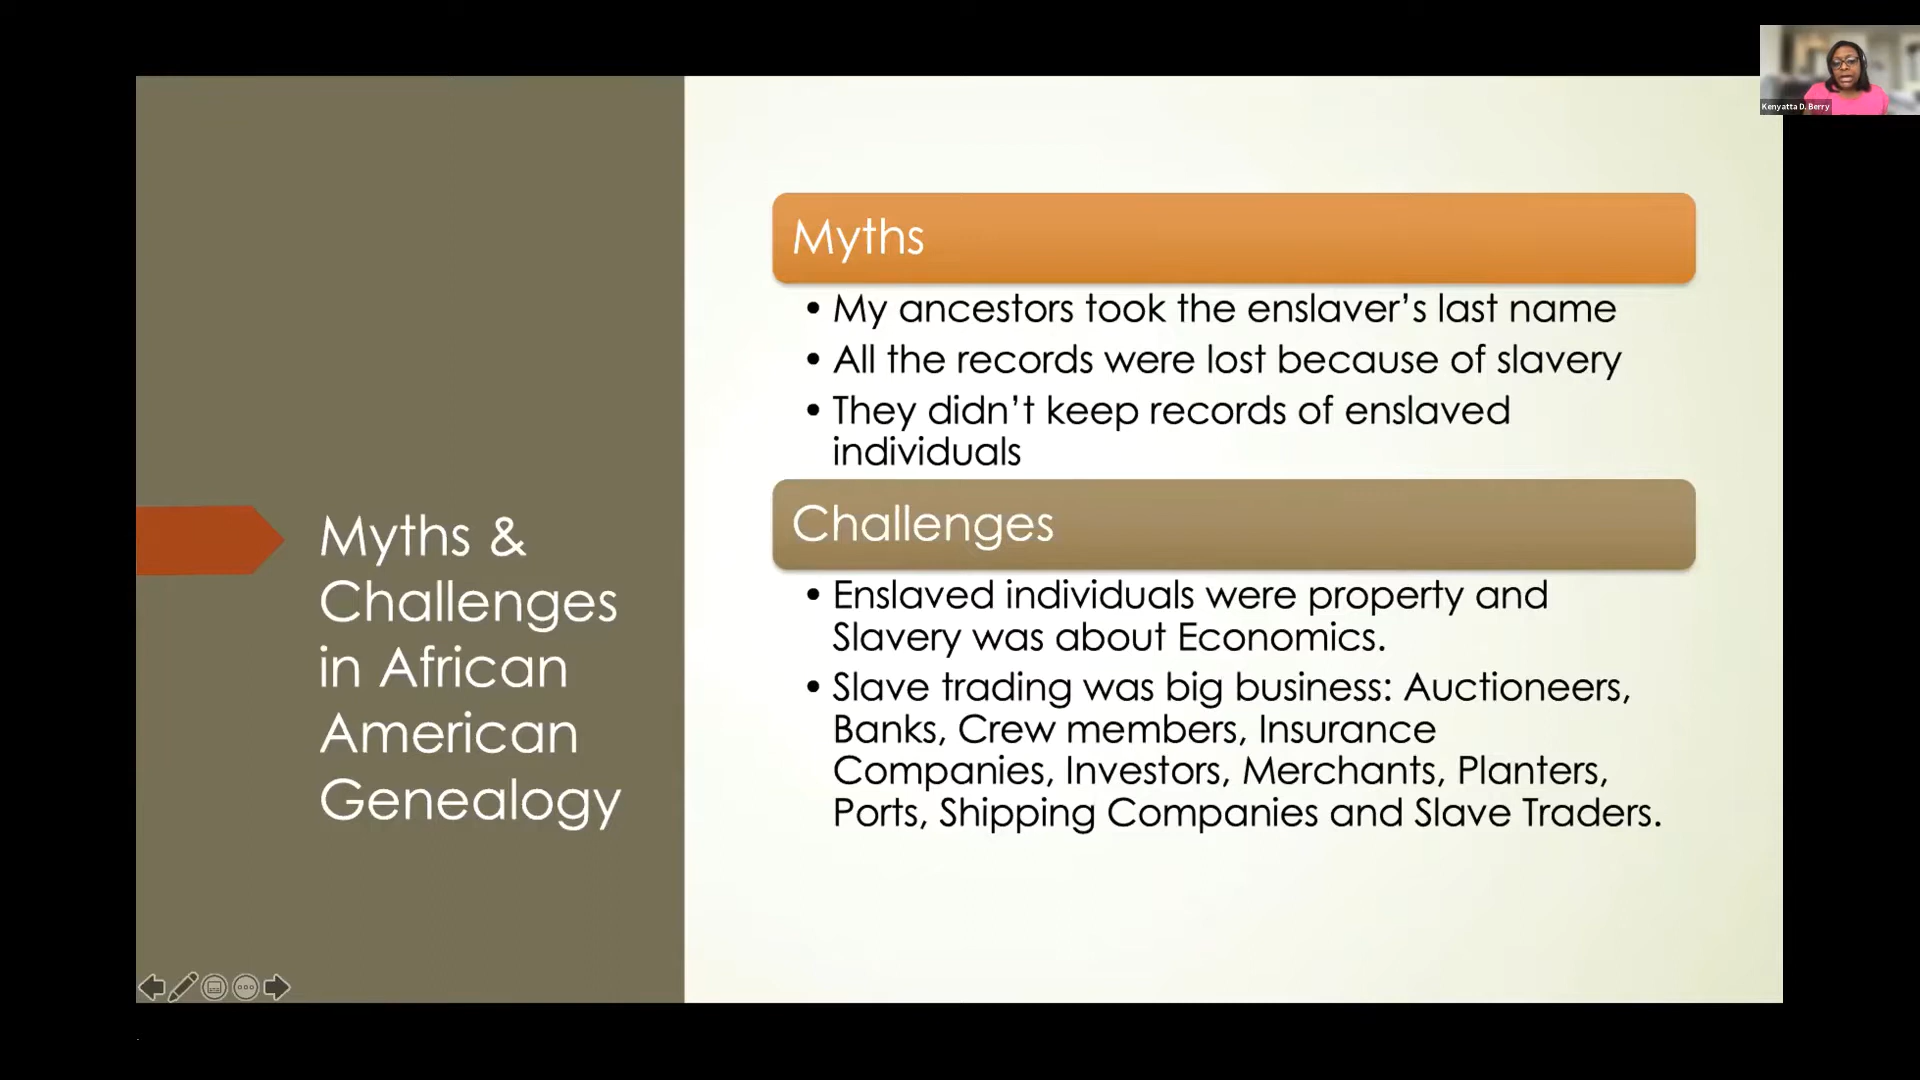 Kenyatta D. Berry
Myths &
Challenges
in African
American
Genealogy
Myths
• My ancestors took the enslaver’s last name
• All the records were lost because of slavery
• They didn’t keep records of enslaved
individuals
Challenges
• Enslaved individuals were property and
Slavery was about Economics.
• Slave trading was big business: Auctioneers,
Banks, Crew members, Insurance
Companies, Investors, Merchants, Planters,
Ports, Shipping Companies and Slave Traders.